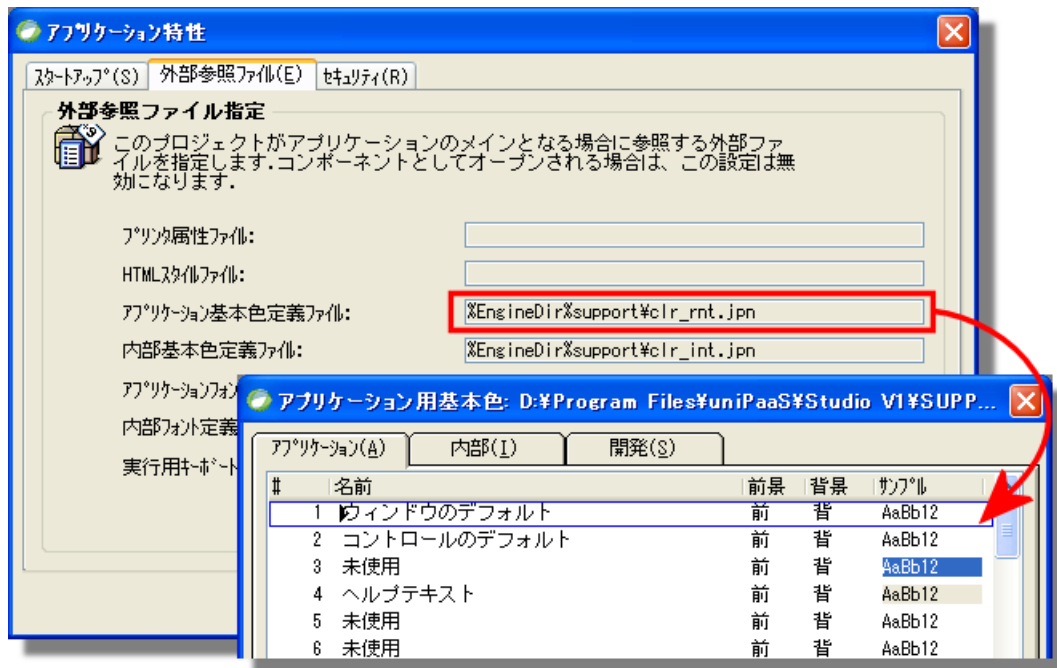 アプリケーション特性
スタートアップ(S) 外部参照ファイル(E) セキュリティ(R)
外部参照ファイル指定
このプロジェクトがアプリケーションのメインとなる場合に参照する外部ファ
イルを指定します.コンポーネントとしてオープンされる場合は、この設定は無
効になります.
プリンタ属性ファイル:
HTMLスタイルファイル:
アプリケーション基本色定義ファイル: %EngineDir%support¥clr_rnt.jpn
内部基本色定義ファイル: %EngineDir%support¥clr_int.jpn
アプリケーションフォン
内部フォント定義
実行用キーボート
アプリケーション用基本色: D:¥Program Files¥uniPaaS¥Studio V1¥SUPP...
アプリケーション(A) 内部(I) 開発(S)
# 名前 前景 背景 サンプル
1 ウィンドウのデフォルト 前 背 AaBb12
2 コントロールのデフォルト 前 背 AaBb12
3 未使用 前 背 AaBb12
4 ヘルプテキスト 前 背 AaBb12
5 未使用 前 背 AaBb12
6 未使用 前 背 AaBb12